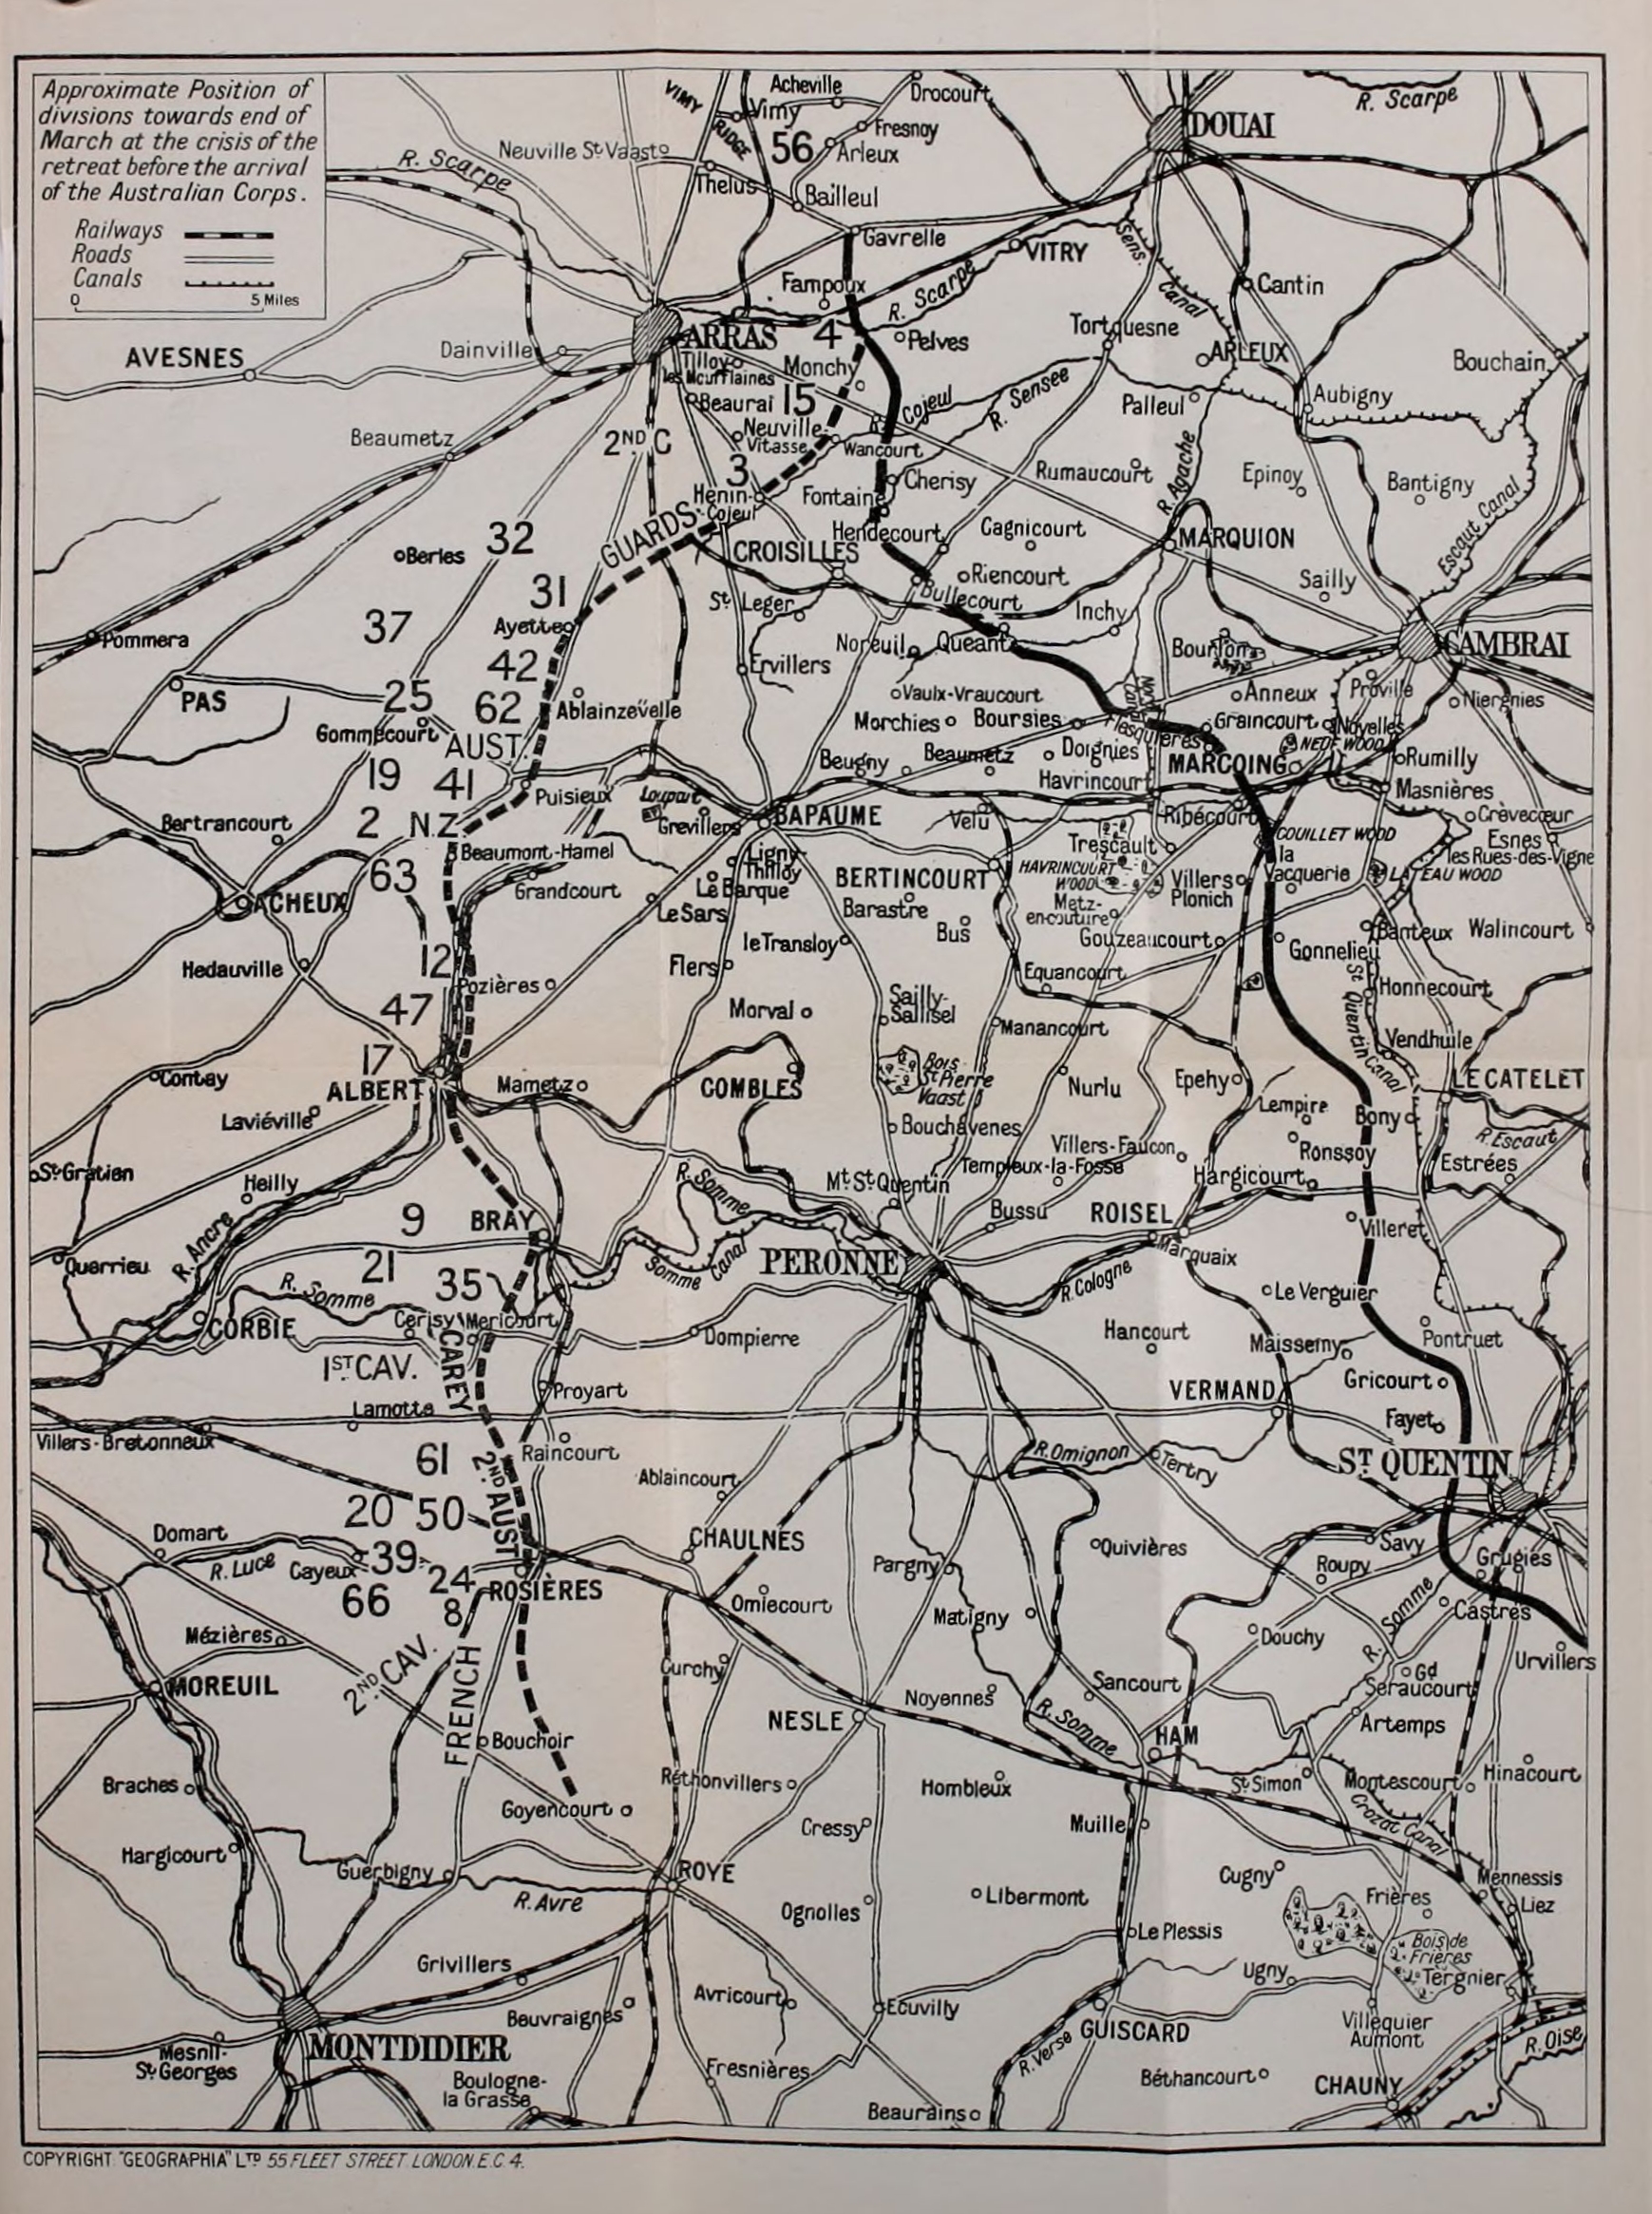 Approximate Position of
divisions towards end of
March at the crisis of the
retreat before the arrival
of the Australian Corps.
Railways
Roads
Canals
0 5 Miles
Acheville
Drocourt
R. Scarpe
VIMY RIDGE
Vimy
DOUAI
Fresnoy
56
Arleux
Neuville St Vaast
R. Scarpe
Thelus
Bailleul
Gavrelle
VITRY
Sens. Canal
Cantin
Fampoux
R. Scarpe
ARRAS
4
Pelves
Tortquesne
ARLEUX
Bouchain
AVESNES
Dainville
Tilloy
les Moufflaines
Monchy
Beaurai
15
Cojeul
R. Sensee
Palleul
Aubigny
Beaumetz
2ND C
Neuville-
Vitasse
Wancourt
3
Cherisy
Rumaucourt
R. Agache
Epinoy
Bantigny
Henin-
Cojeul
Fontaine
Hendecourt
Cagnicourt
MARQUION
Escaut Canal
Berles
32
GUARDS
CROISILLES
Riencourt
Sailly
31
St Leger
Bullecourt
Inchy
37
Ayette
Pommera
Noreuil
Queant
Bourlon
CAMBRAI
42
Ervillers
PAS
25
62
Ablainzevelle
Vaulx-Vraucourt
Anneux
Proville
Niergnies
Gommecourt
AUST.
Morchies
Boursies
Nord Canal
Flesquieres
Graincourt
Noyelles
Beugny
Beaumetz
Doignies
MARCOING
NEUF WOOD
Rumilly
19
41
Puisieux
Loupart
Havrincourt
Masnières
Bertrancourt
2
N.Z.
Grevillers
BAPAUME
Velu
Ribécourt
Crèvecœur
Beaumont-Hamel
Ligny-
Thilloy
Trescault
COUILLET WOOD
Esnes
les Rues-des-Vigne
63
Grandcourt
Le Barque
BERTINCOURT
HAVRINCOURT
WOOD
Villers
Plonich
la
Vacquerie
LATEAU WOOD
ACHEUX
Le Sars
Barastre
Metz-
en-couture
Bus
Gouzeaucourt
Banteux
Walincourt
le Transloy
Gonnelieu
Hedauville
12
Flers
Equancourt
Pozières
Sailly-
Sallisel
St Quentin Canal
Honnecourt
47
Morval
Manancourt
Vendhuile
17
ALBERT
Contay
Mametz
COMBLES
Bois
St Pierre
Vaast
Nurlu
Epehy
LE CATELET
Laviéville
Bouchavenes
Lempire
Bony
R. Escaut
Villers-Faucon
Ronssoy
Estrées
St Gratien
Heilly
R. Somme
Mt St Quentin
Templeux-la-Fosse
Hargicourt
9
BRAY
Bussu
ROISEL
Villeret
Querrieu
R. Ancre
21
Somme Canal
PERONNE
Marquaix
R. Somme
35
R. Cologne
Le Verguier
CORBIE
Cerisy
Mericourt
Dompierre
Hancourt
Maissemy
Pontruet
1ST CAV.
CAREY
Proyart
VERMAND
Gricourt
Lamotte
Fayet
Villers-Bretonneux
61
Raincourt
R. Omignon
Tertry
ST QUENTIN
2ND AUST
Ablaincourt
20
50
Domart
CHAULNES
Quivières
Savy
R. Luce
Cayeux
39
Pargny
Roupy
Grugies
24
66
8
ROSIÈRES
Omiecourt
Matigny
R. Somme
Castres
Mézières
Douchy
Urvillers
2ND CAV.
FRENCH
Curchy
MOREUIL
Noyennes
Sancourt
Gd
Seraucourt
NESLE
R. Somme
HAM
Artemps
Bouchoir
Braches
Réthonvillers
Hombleux
St Simon
Montescourt
Hinacourt
Goyencourt
Cressy
Muille
Crozat Canal
Hargicourt
Guerbigny
ROYE
Cugny
Mennessis
R. Avre
Libermont
Frières
Liez
Ognolles
Le Plessis
Bois de
Frières
Grivillers
Ugny
Tergnier
Avricourt
Beuvraignes
Ecuvilly
GUISCARD
Villequier
Aumont
MONTDIDIER
R. Verse
R. Oise
Mesnil-
St Georges
Fresnières
Boulogne-
la Grasse
Béthancourt
CHAUNY
Beaurains
COPYRIGHT "GEOGRAPHIA" LTD 55 FLEET STREET LONDON. E.C. 4.